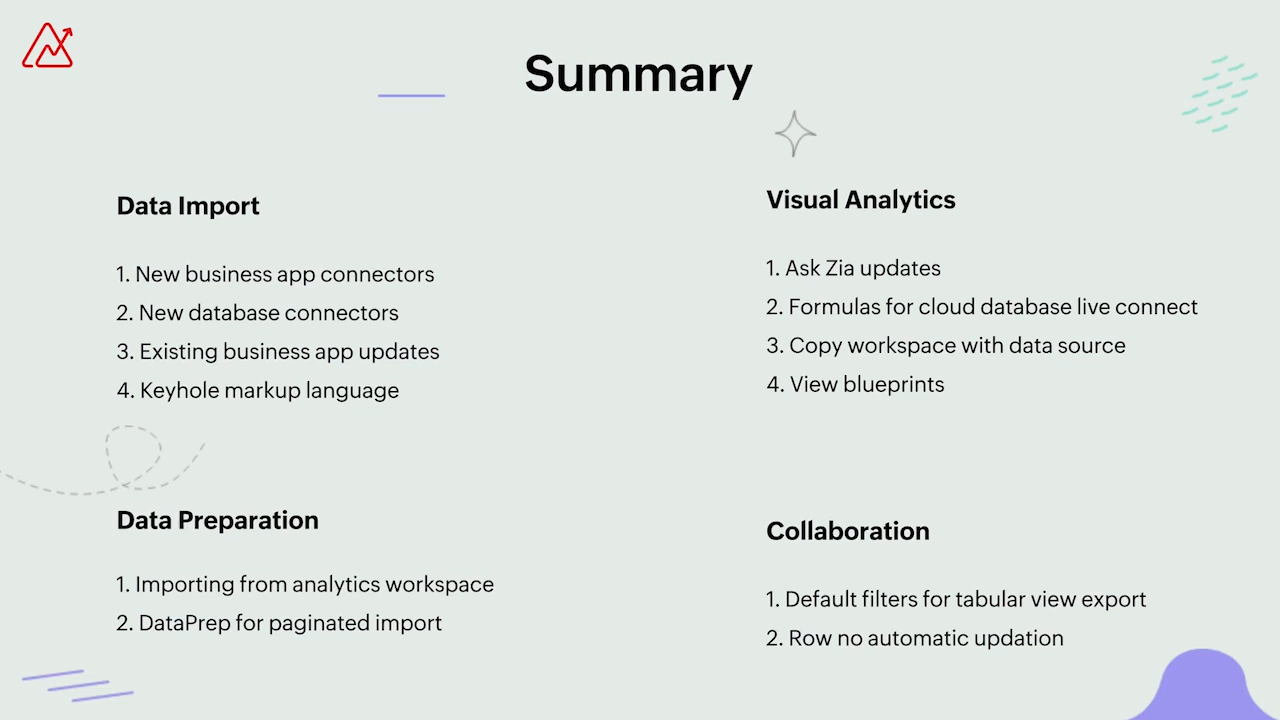 Summary
Data Import
1. New business app connectors
2. New database connectors
3. Existing business app updates
4. Keyhole markup language
Data Preparation
1. Importing from analytics workspace
2. DataPrep for paginated import
Visual Analytics
1. Ask Zia updates
2. Formulas for cloud database live connect
3. Copy workspace with data source
4. View blueprints
Collaboration
1. Default filters for tabular view export
2. Row no automatic updation